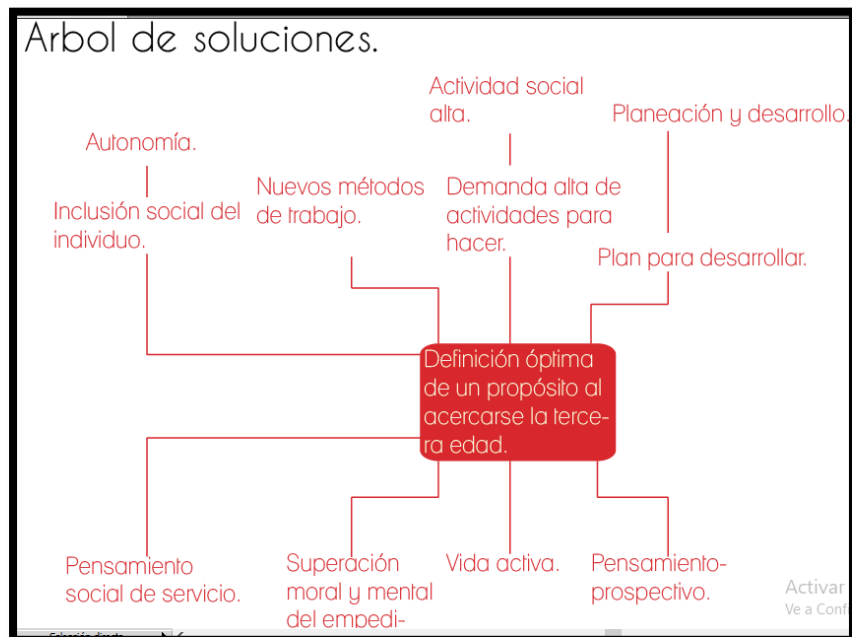 Arbol de soluciones.
Actividad social
alta.
Planeación y desarrollo.
Autonomía.
Nuevos métodos
de trabajo.
Demanda alta de
actividades para
hacer.
Inclusión social del
individuo.
Plan para desarrollar.
Definición óptima
de un propósito al
acercarse la terce-
ra edad.
Pensamiento
social de servicio.
Superación
moral y mental
del empedi-
Vida activa.
Pensamiento-
prospectivo.
Activar
Ve a Confi